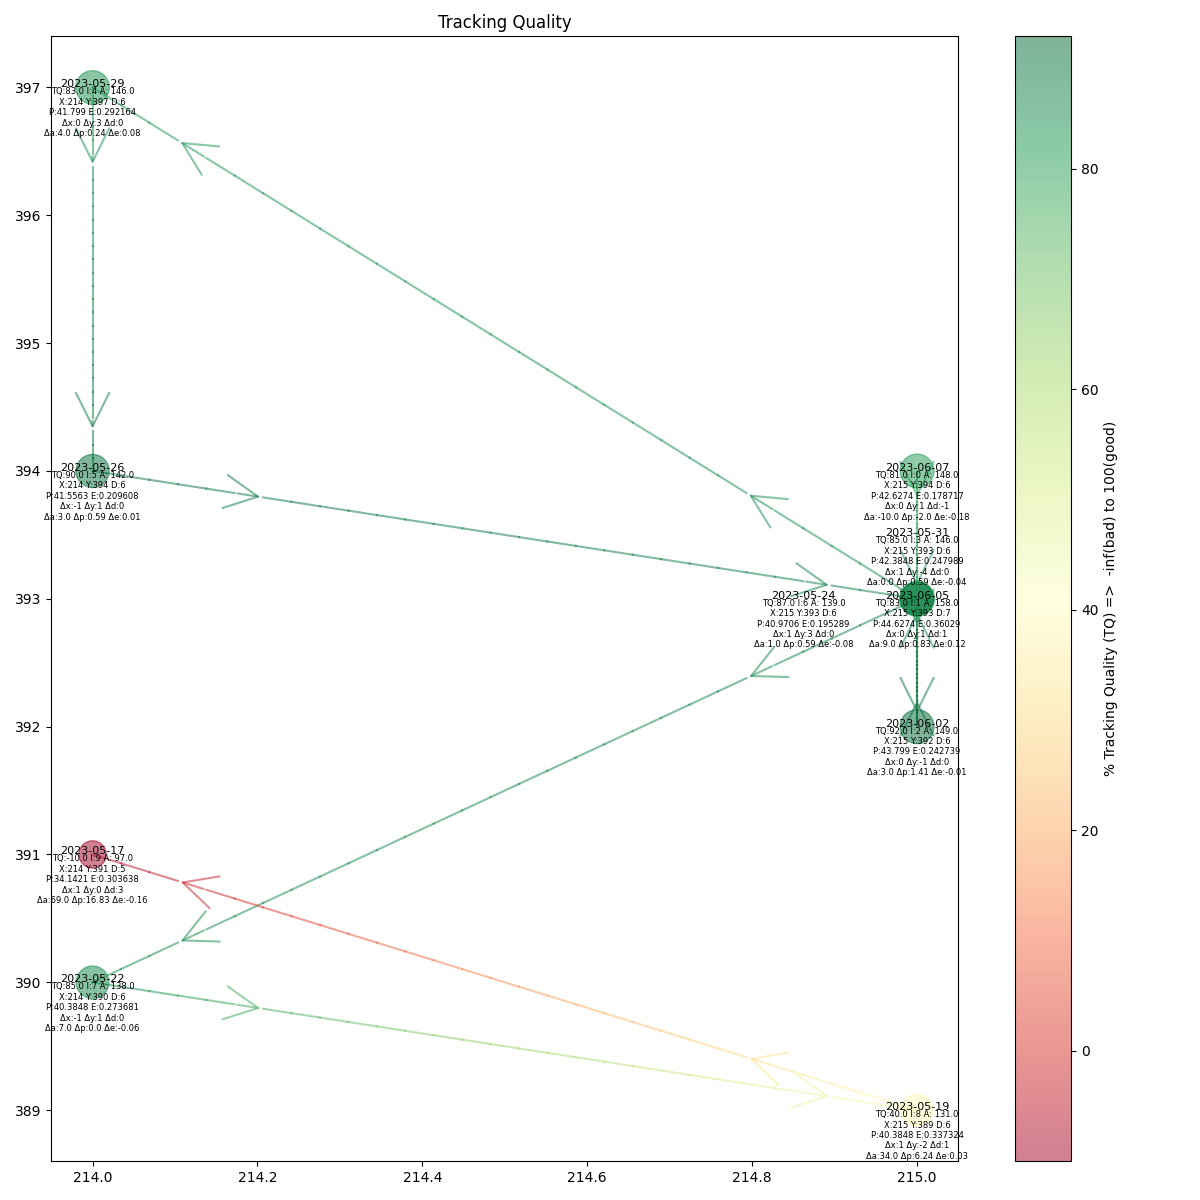 Tracking Quality
397
396
395
394
393
392
391
390
389
214.0
214.2
214.4
214.6
214.8
215.0
2023-05-29
TQ:83.0 I:4 A: 146.0
X:214 Y:397 D:6
P:41.799 E:0.292164
Δx:0 Δy:3 Δd:0
Δa:4.0 Δp:0.24 Δe:0.08
2023-05-26
TQ:90.0 I:5 A: 142.0
X:214 Y:394 D:6
P:41.5563 E:0.209608
Δx:-1 Δy:1 Δd:0
Δa:3.0 Δp:0.59 Δe:0.01
2023-06-07
TQ:81.0 I:0 A: 148.0
X:215 Y:394 D:6
P:42.6274 E:0.178717
Δx:0 Δy:1 Δd:-1
Δa:-10.0 Δp:-2.0 Δe:-0.18
2023-05-31
TQ:85.0 I:3 A: 146.0
X:215 Y:393 D:6
P:42.3848 E:0.247989
Δx:1 Δy:-4 Δd:0
Δa:0.0 Δp:0.59 Δe:-0.04
2023-05-24
TQ:87.0 I:6 A: 139.0
X:215 Y:393 D:6
P:40.9706 E:0.195289
Δx:1 Δy:3 Δd:0
Δa:1.0 Δp:0.59 Δe:-0.08
2023-06-05
TQ:83.0 I:1 A: 158.0
X:215 Y:393 D:7
P:44.6274 E:0.36029
Δx:0 Δy:1 Δd:1
Δa:9.0 Δp:0.83 Δe:0.12
2023-06-02
TQ:92.0 I:2 A: 149.0
X:215 Y:392 D:6
P:43.799 E:0.242739
Δx:0 Δy:-1 Δd:0
Δa:3.0 Δp:1.41 Δe:-0.01
2023-05-17
TQ:-10.0 I:9 A: 97.0
X:214 Y:391 D:5
P:34.1421 E:0.303638
Δx:1 Δy:0 Δd:3
Δa:69.0 Δp:16.83 Δe:-0.16
2023-05-22
TQ:85.0 I:7 A: 138.0
X:214 Y:390 D:6
P:40.3848 E:0.273681
Δx:-1 Δy:1 Δd:0
Δa:7.0 Δp:0.0 Δe:-0.06
2023-05-19
TQ:40.0 I:8 A: 131.0
X:215 Y:389 D:6
P:40.3848 E:0.337324
Δx:1 Δy:-2 Δd:1
Δa:34.0 Δp:6.24 Δe:0.03
80
60
40
20
0
% Tracking Quality (TQ) => -inf(bad) to 100(good)